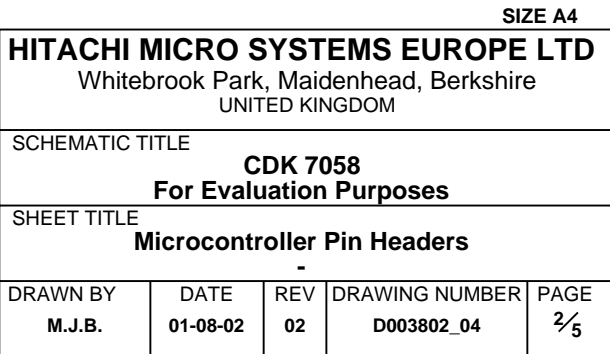 SIZE A4
HITACHI MICRO SYSTEMS EUROPE LTD
Whitebrook Park, Maidenhead, Berkshire
UNITED KINGDOM
SCHEMATIC TITLE
CDK 7058
For Evaluation Purposes
SHEET TITLE
Microcontroller Pin Headers
-
DRAWN BY DATE REV DRAWING NUMBER PAGE
M.J.B. 01-08-02 02 D003802_04 2/5